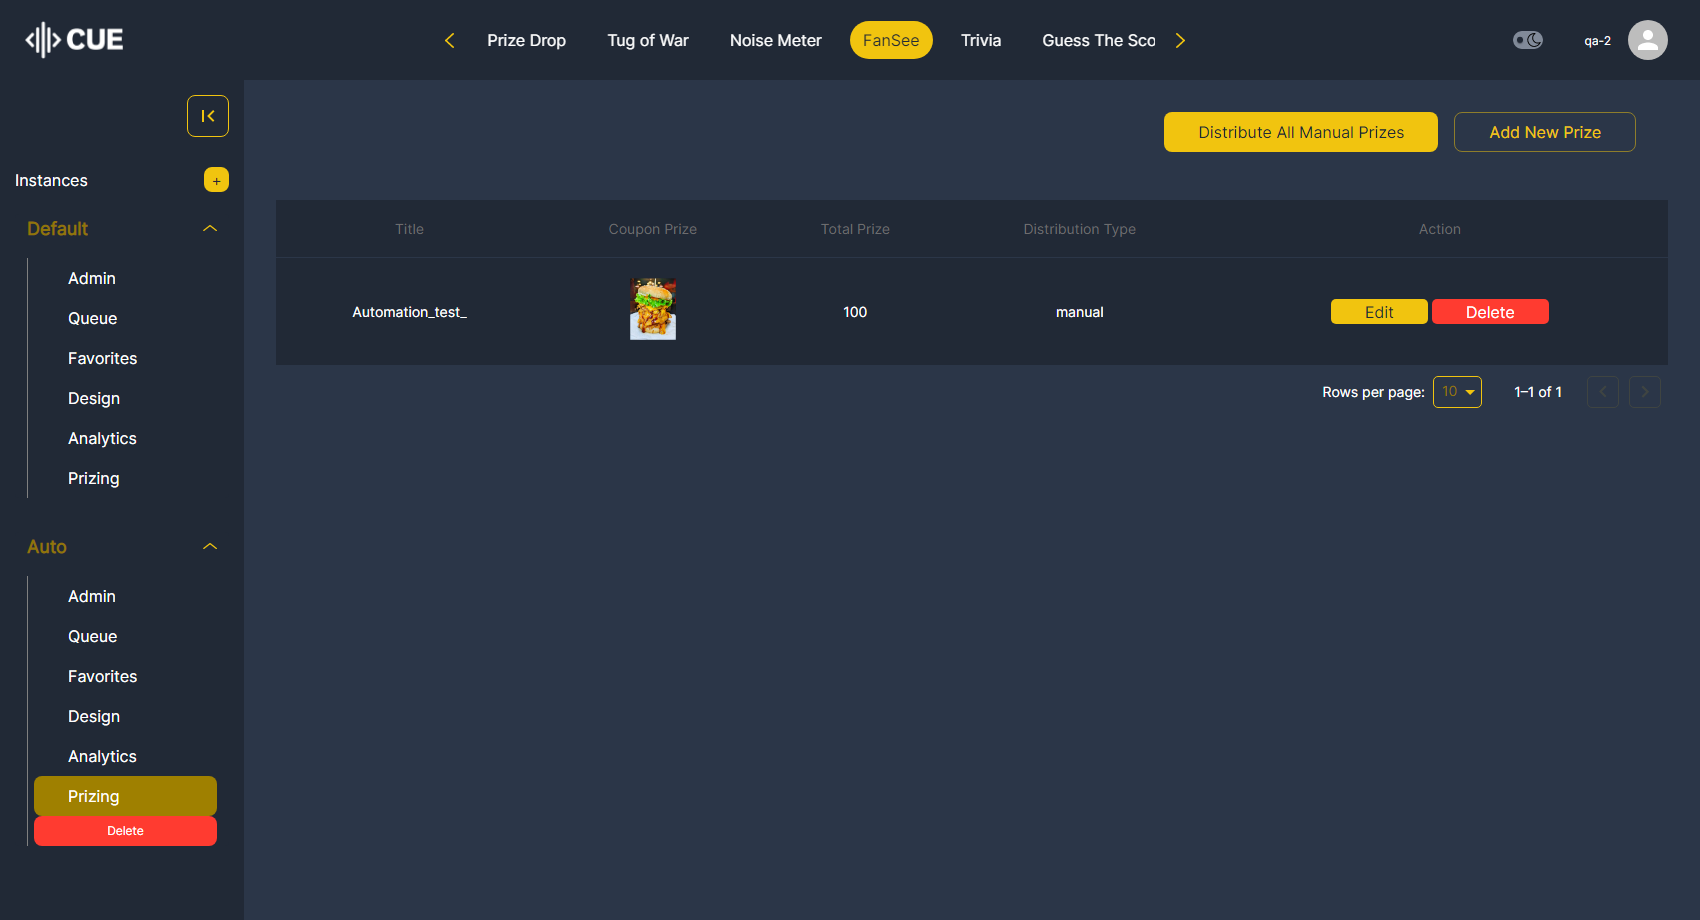 CUE
Prize Drop
Tug of War
Noise Meter
FanSee
Trivia
Guess The Sco
qa-2
Instances
+
Default
Admin
Queue
Favorites
Design
Analytics
Prizing
Auto
Admin
Queue
Favorites
Design
Analytics
Prizing
Delete
Distribute All Manual Prizes
Add New Prize
Title Coupon Prize Total Prize Distribution Type Action
Automation_test_ 100 manual Edit Delete
Rows per page: 10 1–1 of 1